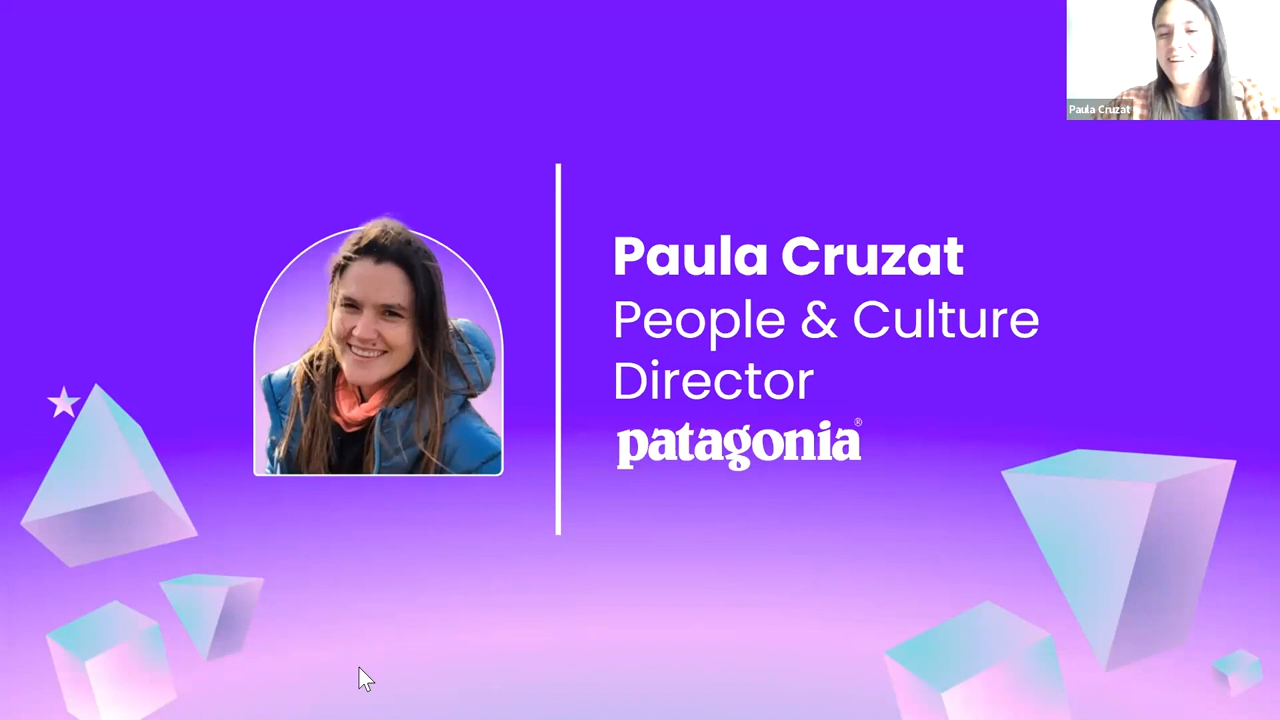 Paula Cruzat
Paula Cruzat
People & Culture
Director
patagonia®